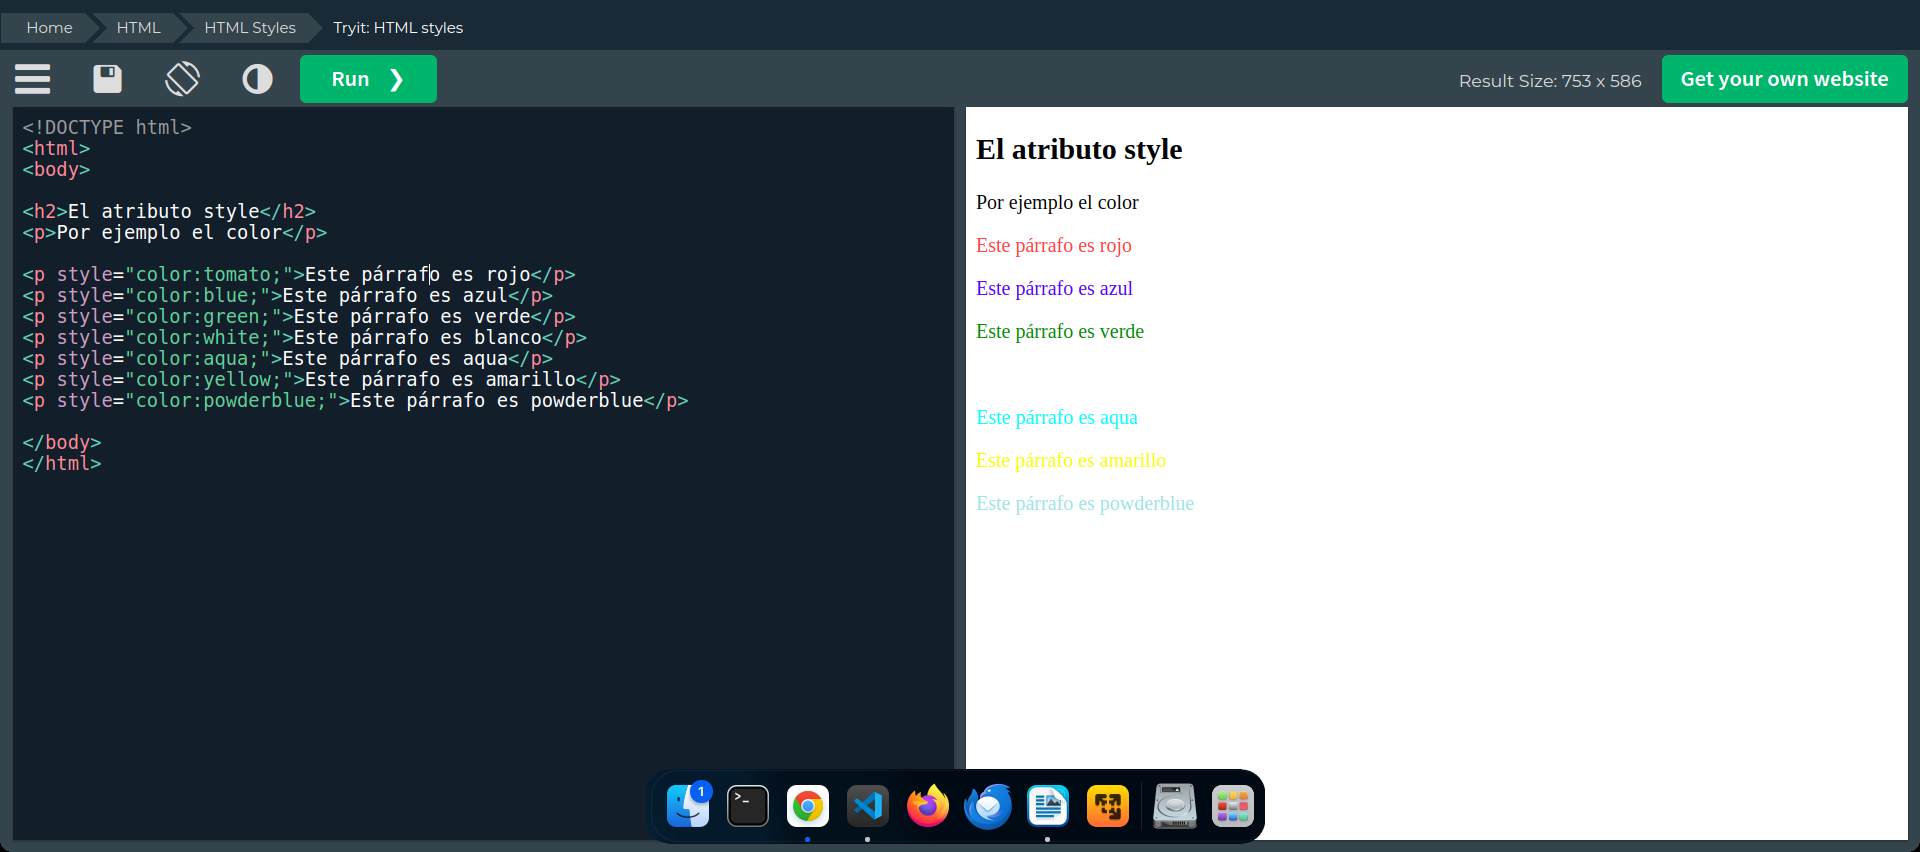 Home HTML HTML Styles Tryit: HTML styles
Run ❯ Result Size: 753 x 586 Get your own website
<!DOCTYPE html>
<html>
<body>
<h2>El atributo style</h2>
<p>Por ejemplo el color</p>
<p style="color:tomato;">Este párrafo es rojo</p>
<p style="color:blue;">Este párrafo es azul</p>
<p style="color:green;">Este párrafo es verde</p>
<p style="color:white;">Este párrafo es blanco</p>
<p style="color:aqua;">Este párrafo es aqua</p>
<p style="color:yellow;">Este párrafo es amarillo</p>
<p style="color:powderblue;">Este párrafo es powderblue</p>
</body>
</html>
El atributo style
Por ejemplo el color
Este párrafo es rojo
Este párrafo es azul
Este párrafo es verde
Este párrafo es aqua
Este párrafo es amarillo
Este párrafo es powderblue
1
>_